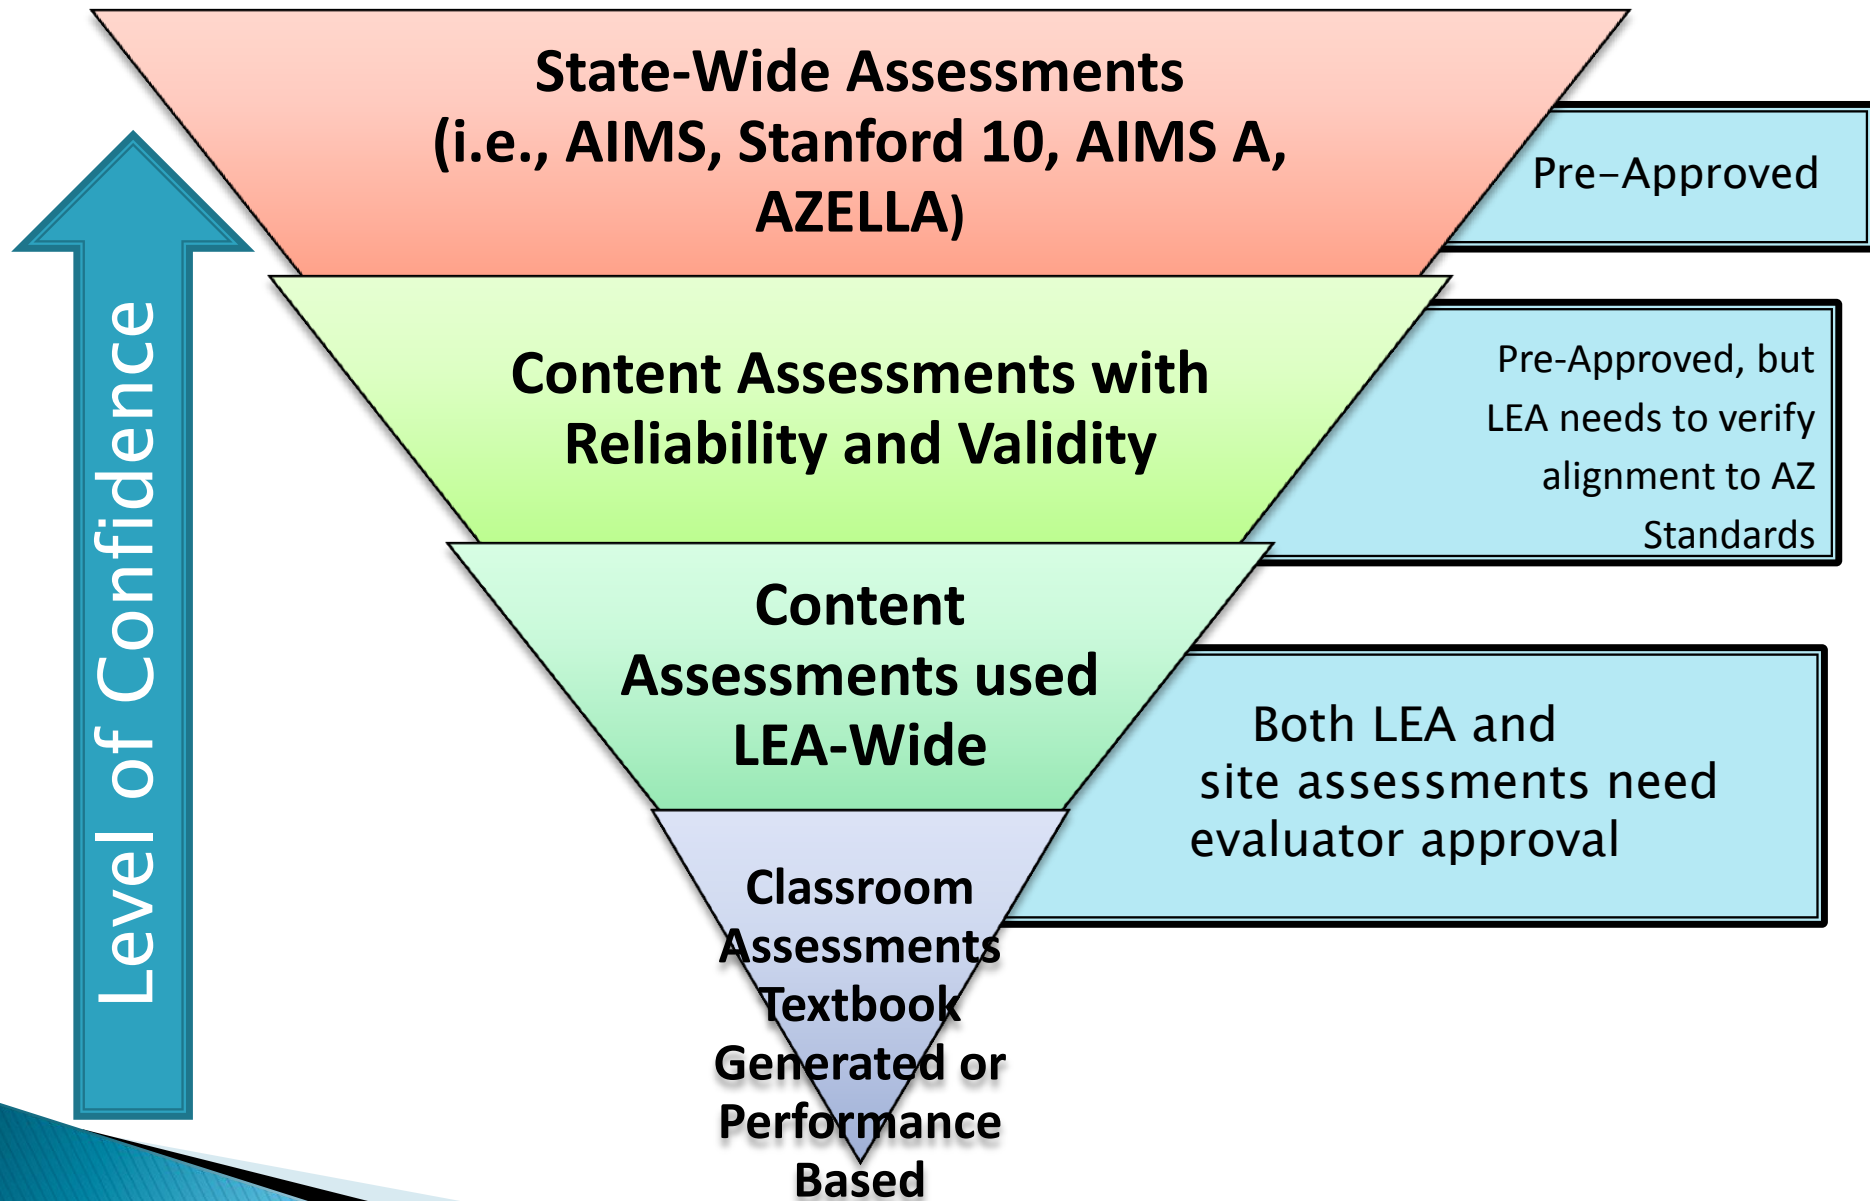 State-Wide Assessments
(i.e., AIMS, Stanford 10, AIMS A,
AZELLA)
Pre-Approved
Level of Confidence
Content Assessments with
Reliability and Validity
Pre-Approved, but
LEA needs to verify
alignment to AZ
Standards
Content
Assessments used
LEA-Wide
Both LEA and
site assessments need
evaluator approval
Classroom
Assessments
Textbook
Generated or
Performance
Based